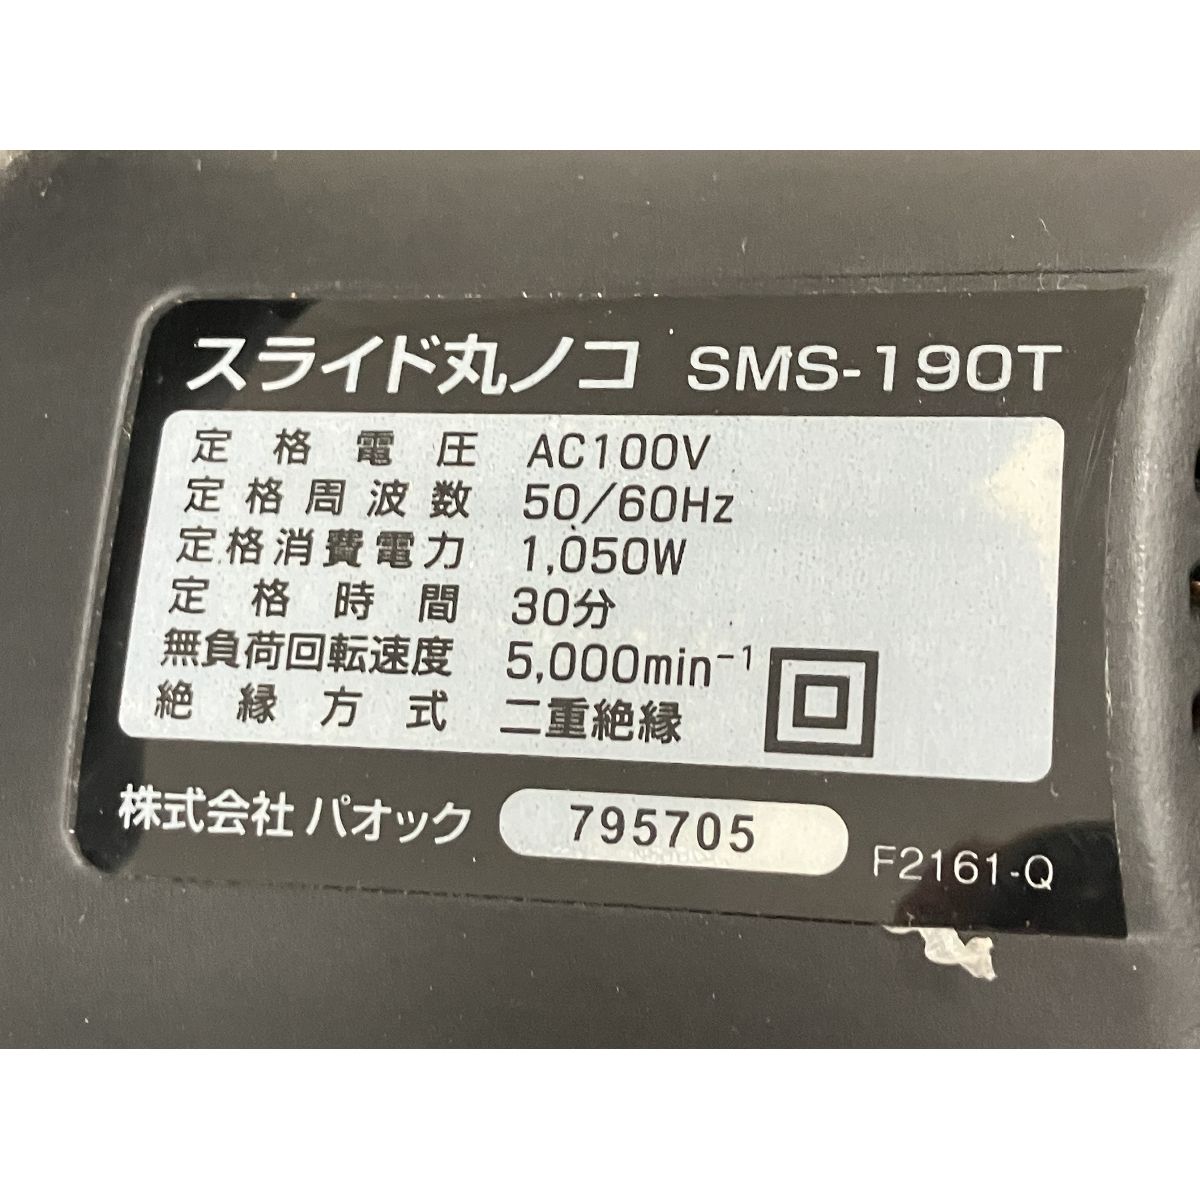 スライド丸ノコ SMS-190T
定格電圧 AC100V
定格周波数 50/60Hz
定格消費電力 1,050W
定格時間 30分
無負荷回転速度 5,000min⁻¹
絶縁方式 二重絶縁
株式会社 パオック 795705 F2161-Q